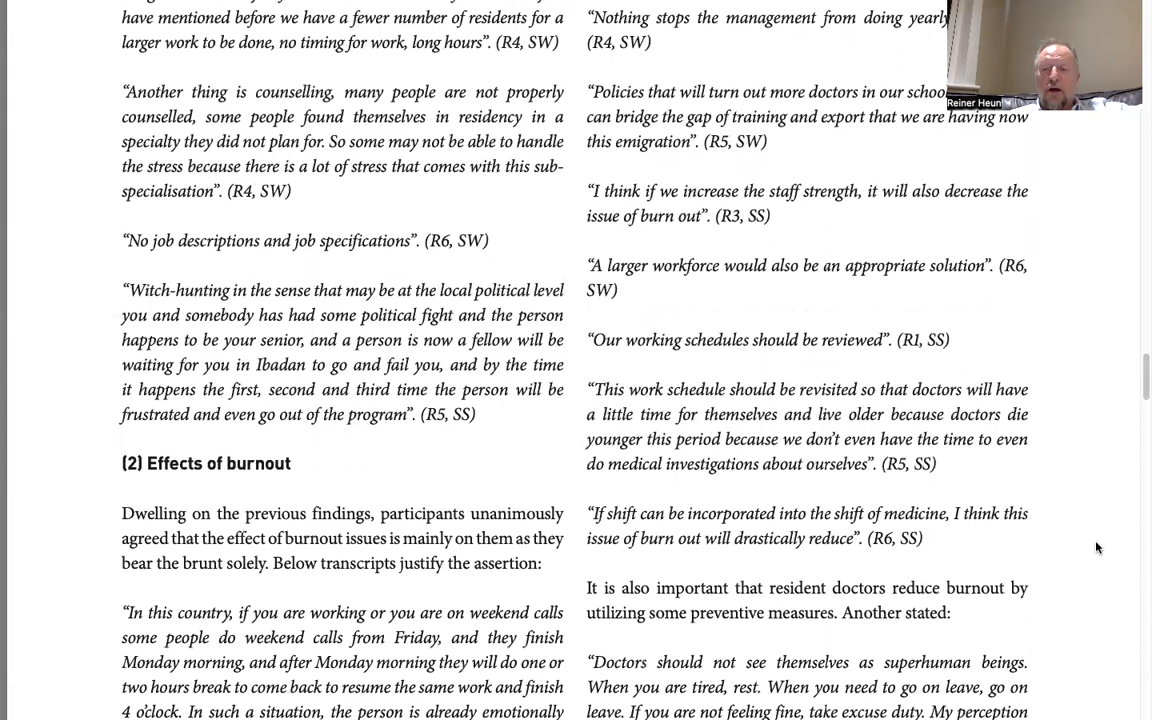 have mentioned before we have a fewer number of residents for a
larger work to be done, no timing for work, long hours”. (R4, SW)
“Another thing is counselling, many people are not properly
counselled, some people found themselves in residency in a
specialty they did not plan for. So some may not be able to handle
the stress because there is a lot of stress that comes with this sub-
specialisation”. (R4, SW)
“No job descriptions and job specifications”. (R6, SW)
“Witch-hunting in the sense that may be at the local political level
you and somebody has had some political fight and the person
happens to be your senior, and a person is now a fellow will be
waiting for you in Ibadan to go and fail you, and by the time
it happens the first, second and third time the person will be
frustrated and even go out of the program”. (R5, SS)
(2) Effects of burnout
Dwelling on the previous findings, participants unanimously
agreed that the effect of burnout issues is mainly on them as they
bear the brunt solely. Below transcripts justify the assertion:
“In this country, if you are working or you are on weekend calls
some people do weekend calls from Friday, and they finish
Monday morning, and after Monday morning they will do one or
two hours break to come back to resume the same work and finish
4 o’clock. In such a situation, the person is already emotionally
“Nothing stops the management from doing yearly
(R4, SW)
“Policies that will turn out more doctors in our
can bridge the gap of training and export that we are having now
this emigration”. (R5, SW)
“I think if we increase the staff strength, it will also decrease the
issue of burn out”. (R3, SS)
“A larger workforce would also be an appropriate solution”. (R6,
SW)
“Our working schedules should be reviewed”. (R1, SS)
“This work schedule should be revisited so that doctors will have
a little time for themselves and live older because doctors die
younger this period because we don’t even have the time to even
do medical investigations about ourselves”. (R5, SS)
“If shift can be incorporated into the shift of medicine, I think this
issue of burn out will drastically reduce”. (R6, SS)
It is also important that resident doctors reduce burnout by
utilizing some preventive measures. Another stated:
“Doctors should not see themselves as superhuman beings.
When you are tired, rest. When you need to go on leave, go on
leave. If you are not feeling fine, take excuse duty. My perception
Reiner Heun